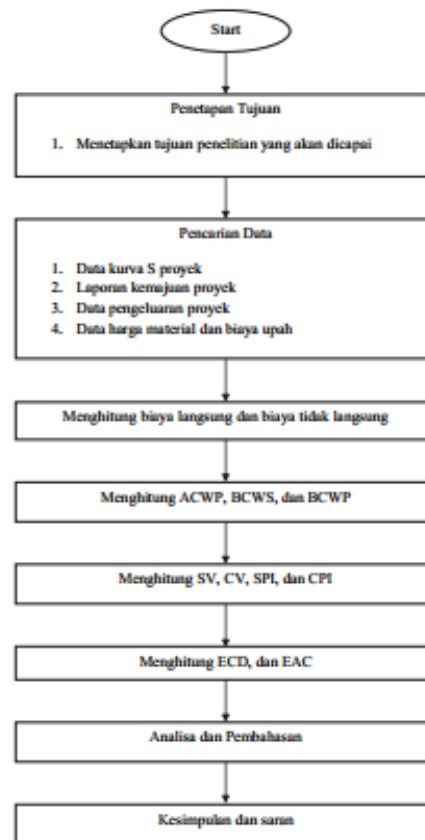 Start
Penetapan Tujuan
1. Menetapkan tujuan penelitian yang akan dicapai
Pencarian Data
1. Data kurva S proyek
2. Laporan kemajuan proyek
3. Data pengeluaran proyek
4. Data harga material dan biaya upah
Menghitung biaya langsung dan biaya tidak langsung
Menghitung ACWP, BCWS, dan BCWP
Menghitung SV, CV, SPI, dan CPI
Menghitung ECD, dan EAC
Analisa dan Pembahasan
Kesimpulan dan saran